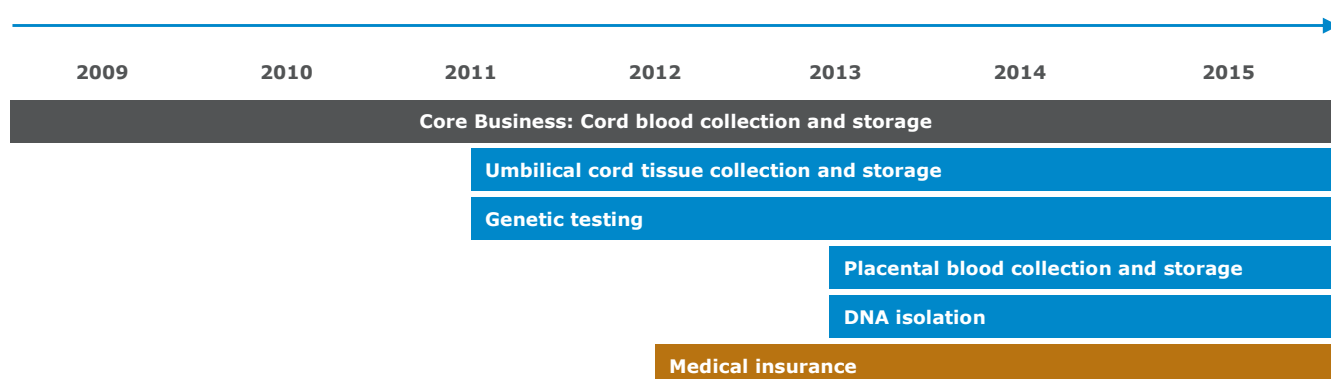 2009 2010 2011 2012 2013 2014 2015
Core Business: Cord blood collection and storage
Umbilical cord tissue collection and storage
Genetic testing
Placental blood collection and storage
DNA isolation
Medical insurance